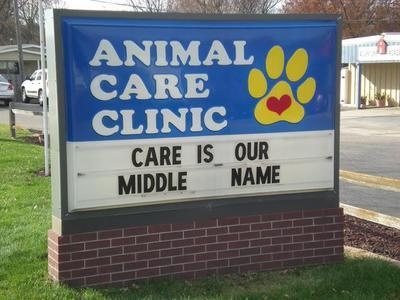 ANIMAL
CARE
CLINIC
CARE IS OUR
MIDDLE NAME